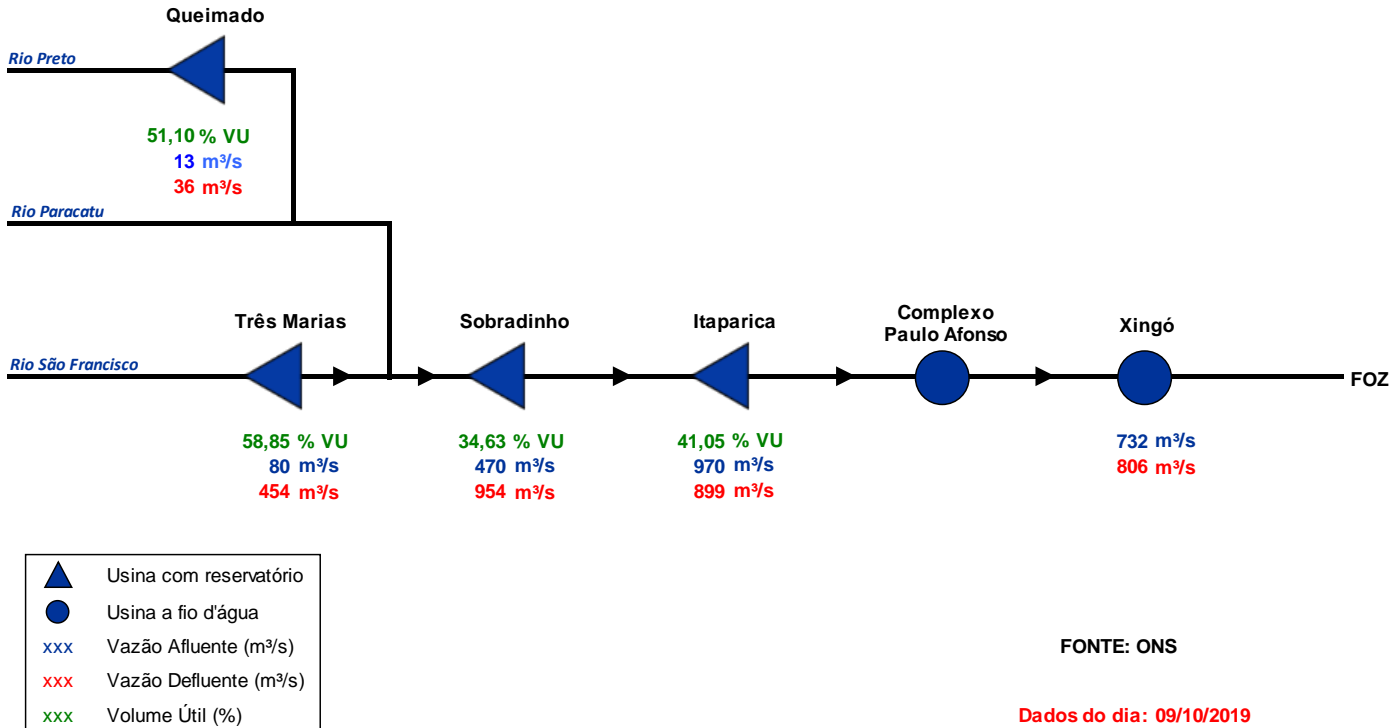 Queimado
Rio Preto
51,10 % VU
13 m³/s
36 m³/s
Rio Paracatu
Três Marias
Sobradinho
Itaparica
Complexo
Paulo Afonso
Xingó
Rio São Francisco
FOZ
58,85 % VU
80 m³/s
454 m³/s
34,63 % VU
470 m³/s
954 m³/s
41,05 % VU
970 m³/s
899 m³/s
732 m³/s
806 m³/s
Usina com reservatório
Usina a fio d'água
xxx Vazão Afluente (m³/s)
xxx Vazão Defluente (m³/s)
xxx Volume Útil (%)
FONTE: ONS
Dados do dia: 09/10/2019